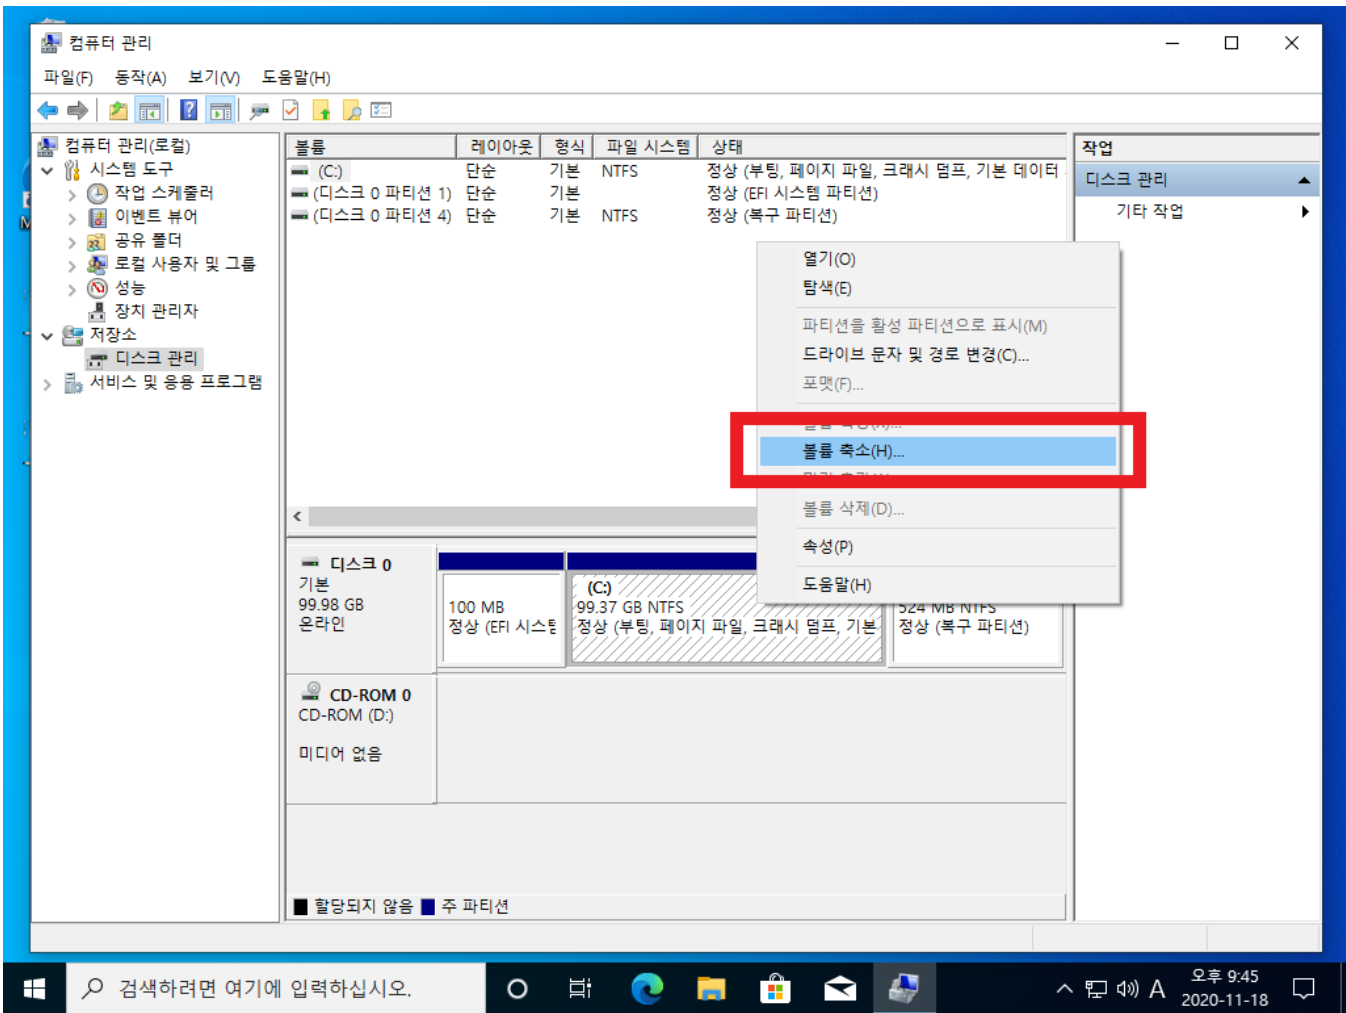 컴퓨터 관리
파일(F) 동작(A) 보기(V) 도움말(H)
컴퓨터 관리(로컬)
시스템 도구
작업 스케줄러
이벤트 뷰어
공유 폴더
로컬 사용자 및 그룹
성능
장치 관리자
저장소
디스크 관리
서비스 및 응용 프로그램
볼륨 레이아웃 형식 파일 시스템 상태
(C:) 단순 기본 NTFS 정상 (부팅, 페이지 파일, 크래시 덤프, 기본 데이터
(디스크 0 파티션 1) 단순 기본 정상 (EFI 시스템 파티션)
(디스크 0 파티션 4) 단순 기본 NTFS 정상 (복구 파티션)
작업
디스크 관리
기타 작업
열기(O)
탐색(E)
파티션을 활성 파티션으로 표시(M)
드라이브 문자 및 경로 변경(C)...
포맷(F)...
볼륨 축소(H)...
볼륨 삭제(D)...
속성(P)
도움말(H)
디스크 0
기본
99.98 GB
온라인
100 MB
정상 (EFI 시스템
(C:)
99.37 GB NTFS
정상 (부팅, 페이지 파일, 크래시 덤프, 기본
524 MB NTFS
정상 (복구 파티션)
CD-ROM 0
CD-ROM (D:)
미디어 없음
할당되지 않음 주 파티션
검색하려면 여기에 입력하십시오.
A
오후 9:45
2020-11-18